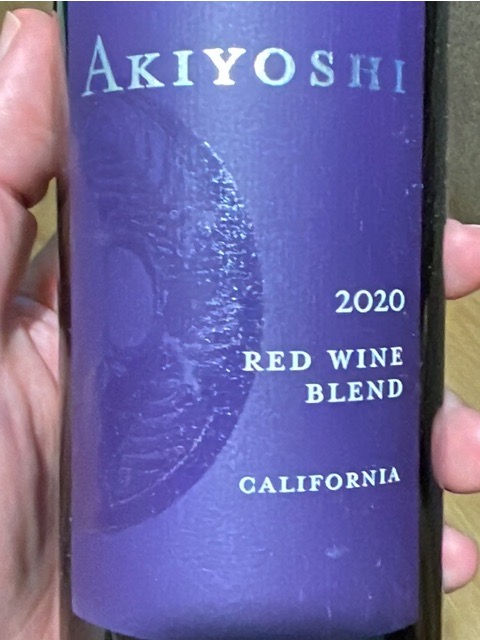 AKIYOSHI
2020
RED WINE
BLEND
CALIFORNIA